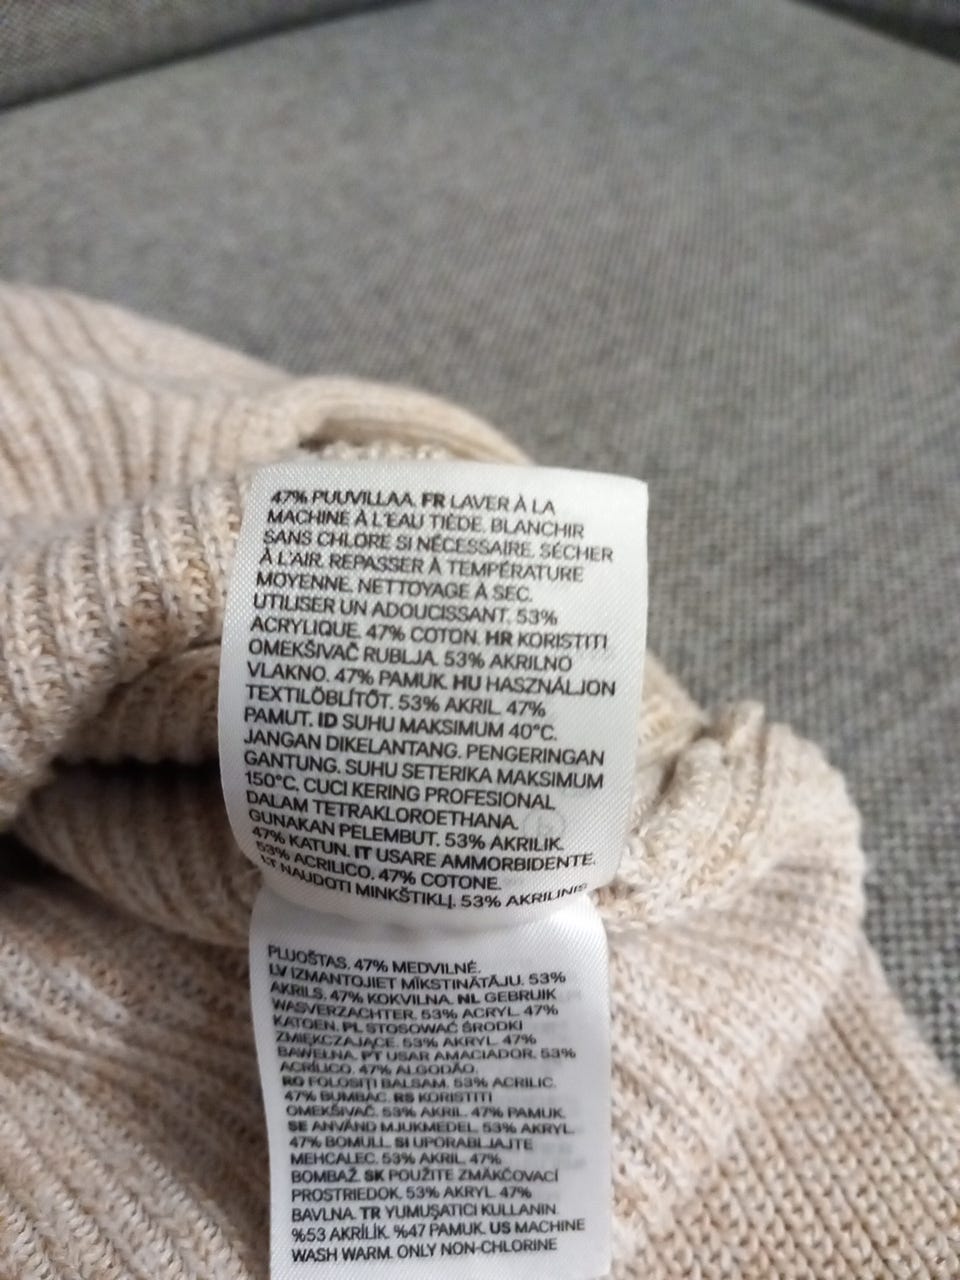 47% PUUVILLAA. FR LAVER À LA
MACHINE À L'EAU TIÈDE. BLANCHIR
SANS CHLORE SI NÉCESSAIRE. SÉCHER
À L'AIR. REPASSER À TEMPÉRATURE
MOYENNE. NETTOYAGE À SEC.
UTILISER UN ADOUCISSANT. 53%
ACRYLIQUE. 47% COTON. HR KORISTITI
OMEKŠIVAČ RUBLJA. 53% AKRILNO
VLAKNO. 47% PAMUK. HU HASZNÁLJON
TEXTILÖBLÍTŐT. 53% AKRIL. 47%
PAMUT. ID SUHU MAKSIMUM 40°C.
JANGAN DIKELANTANG. PENGERINGAN
GANTUNG. SUHU SETERIKA MAKSIMUM
150°C. CUCI KERING PROFESIONAL
DALAM TETRAKLOROETHANA.
GUNAKAN PELEMBUT. 53% AKRILIK.
47% KATUN. IT USARE AMMORBIDENTE.
53% ACRILICO. 47% COTONE.
LT NAUDOTI MINKŠTIKLĮ. 53% AKRILINIS
PLUOŠTAS. 47% MEDVILNĖ.
LV IZMANTOJIET MĪKSTINĀTĀJU. 53%
AKRILS. 47% KOKVILNA. NL GEBRUIK
WASVERZACHTER. 53% ACRYL. 47%
KATOEN. PL STOSOWAĆ ŚRODKI
ZMIĘKCZAJĄCE. 53% AKRYL. 47%
BAWEŁNA. PT USAR AMACIADOR. 53%
ACRÍLICO. 47% ALGODÃO.
RO FOLOSIȚI BALSAM. 53% ACRILIC.
47% BUMBAC. RS KORISTITI
OMEKŠIVAČ. 53% AKRIL. 47% PAMUK.
SE ANVÄND MJUKMEDEL. 53% AKRYL.
47% BOMULL. SI UPORABLJAJTE
MEHČALEC. 53% AKRIL. 47%
BOMBAŽ. SK POUŽITE ZMÄKČOVACÍ
PROSTRIEDOK. 53% AKRYL. 47%
BAVLNA. TR YUMUŞATICI KULLANIN.
%53 AKRİLİK. %47 PAMUK. US MACHINE
WASH WARM. ONLY NON-CHLORINE